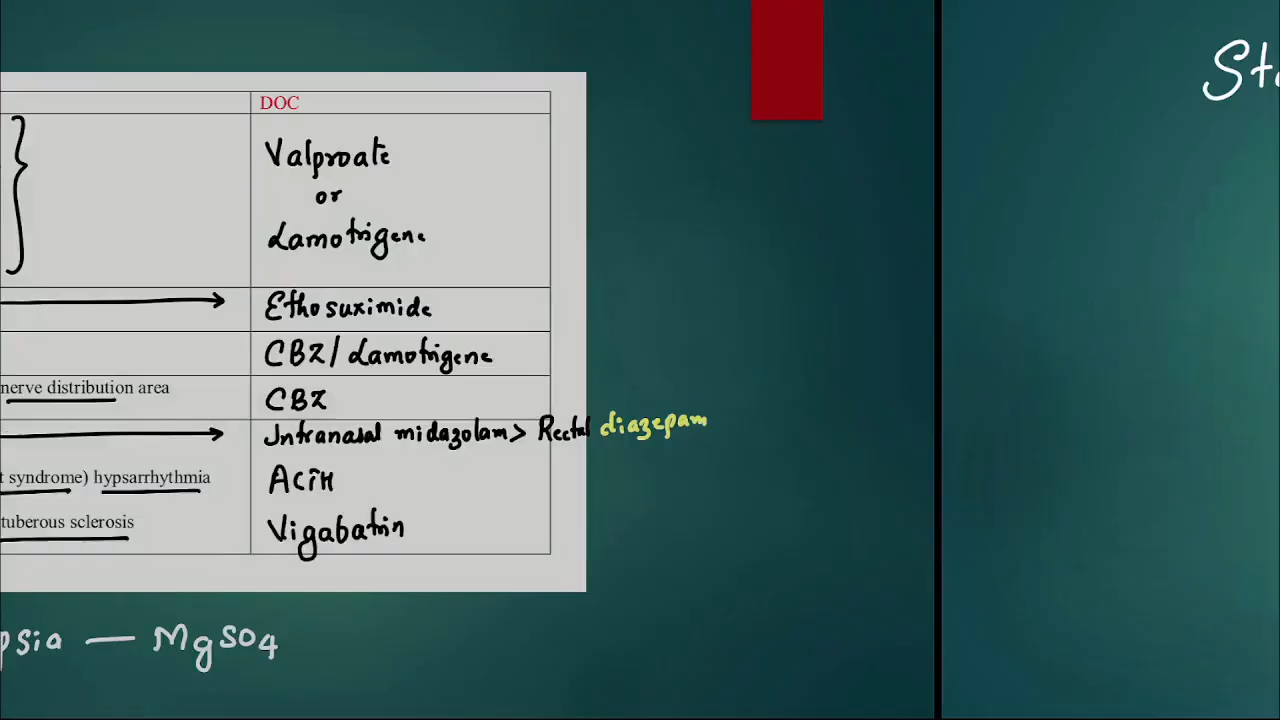 Sta
DOC
Valproate
or
Lamotrigene
Ethosuximide
CBZ/Lamotrigene
nerve distribution area
CBZ
Intranasal midazolam> Rectal diazepam
t syndrome) hypsarrhythmia
ACTH
tuberous sclerosis
Vigabatrin
psia — MgSO4